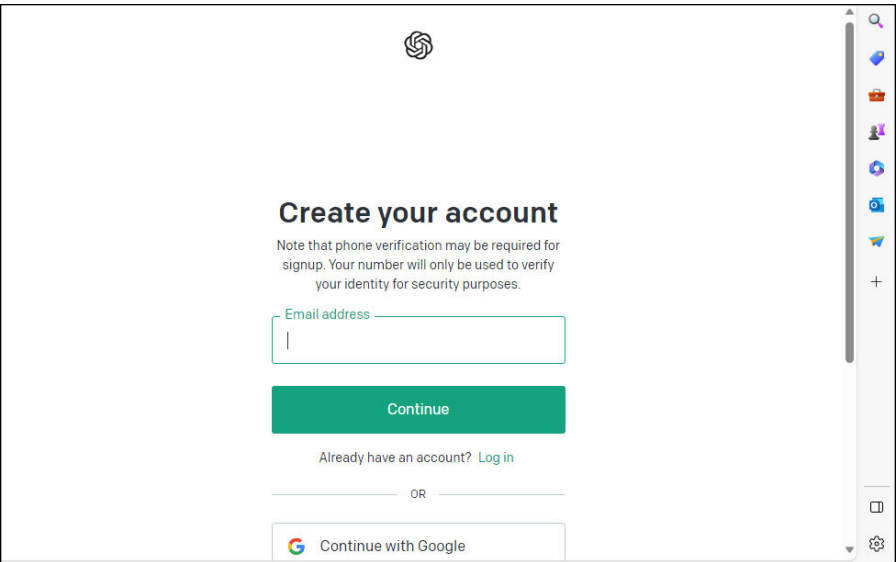 Create your account
Note that phone verification may be required for
signup. Your number will only be used to verify
your identity for security purposes.
Email address
Continue
Already have an account? Log in
OR
Continue with Google